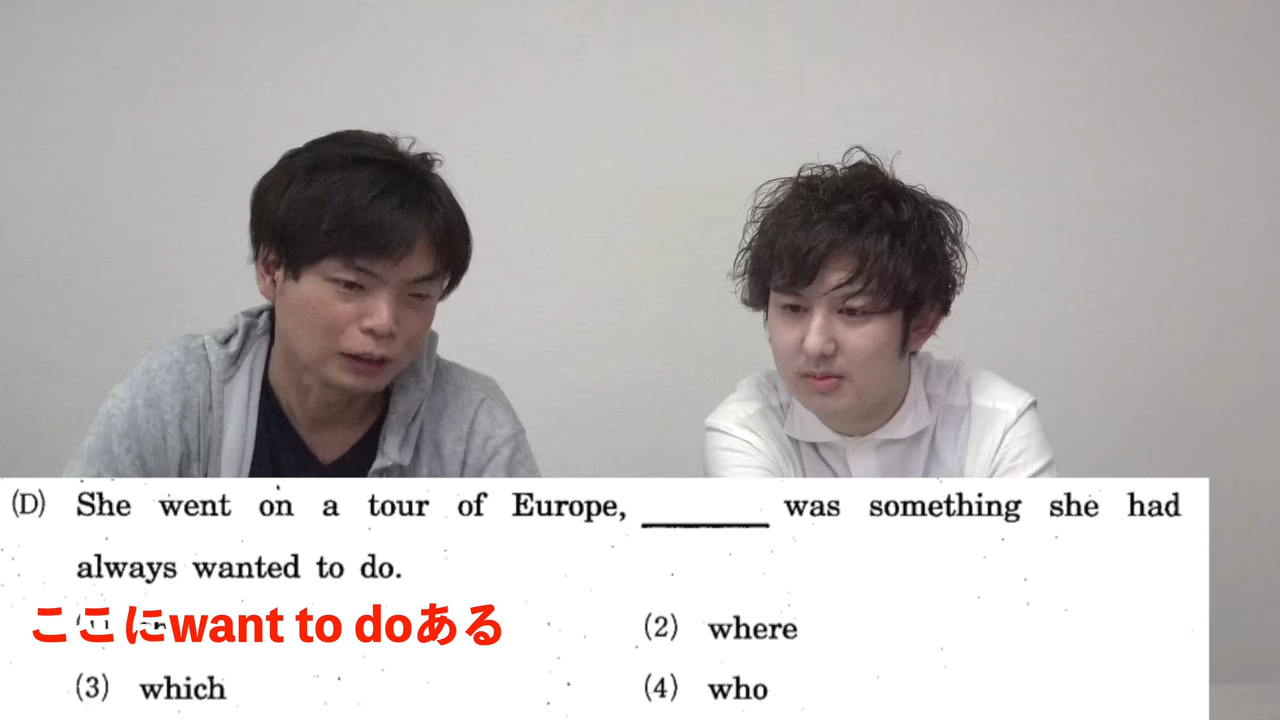 (D) She went on a tour of Europe, ______ was something she had
always wanted to do.
ここにwant to doある
(2) where
(3) which
(4) who